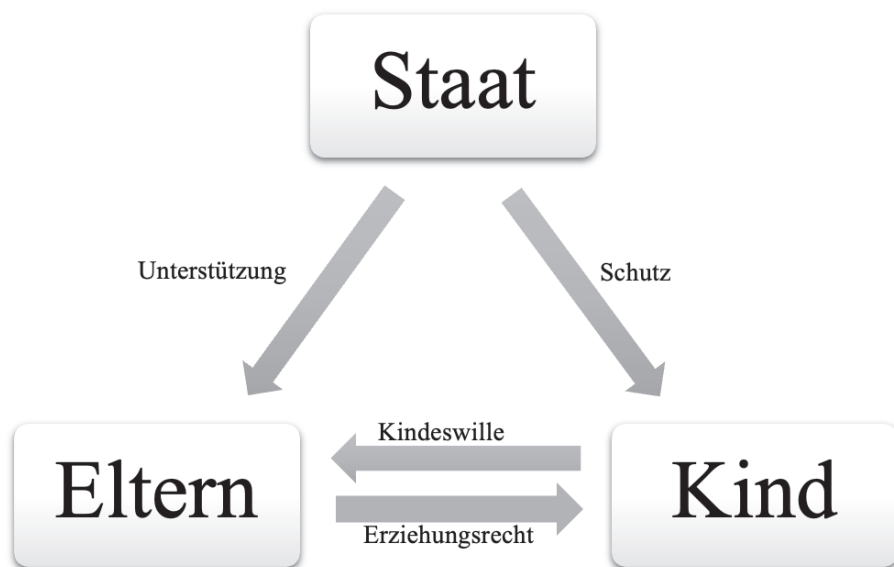 Staat
Unterstützung
Schutz
Kindeswille
Eltern
Kind
Erziehungsrecht